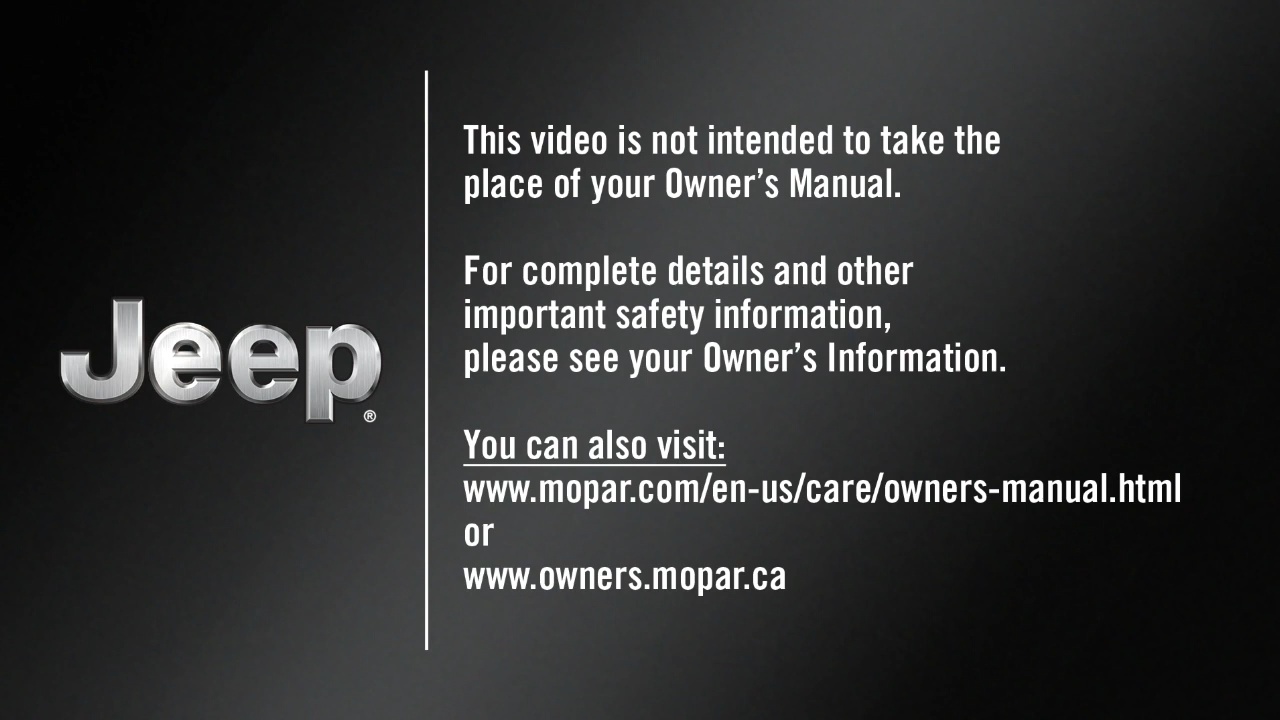 Jeep®
This video is not intended to take the
place of your Owner’s Manual.
For complete details and other
important safety information,
please see your Owner’s Information.
You can also visit:
www.mopar.com/en-us/care/owners-manual.html
or
www.owners.mopar.ca